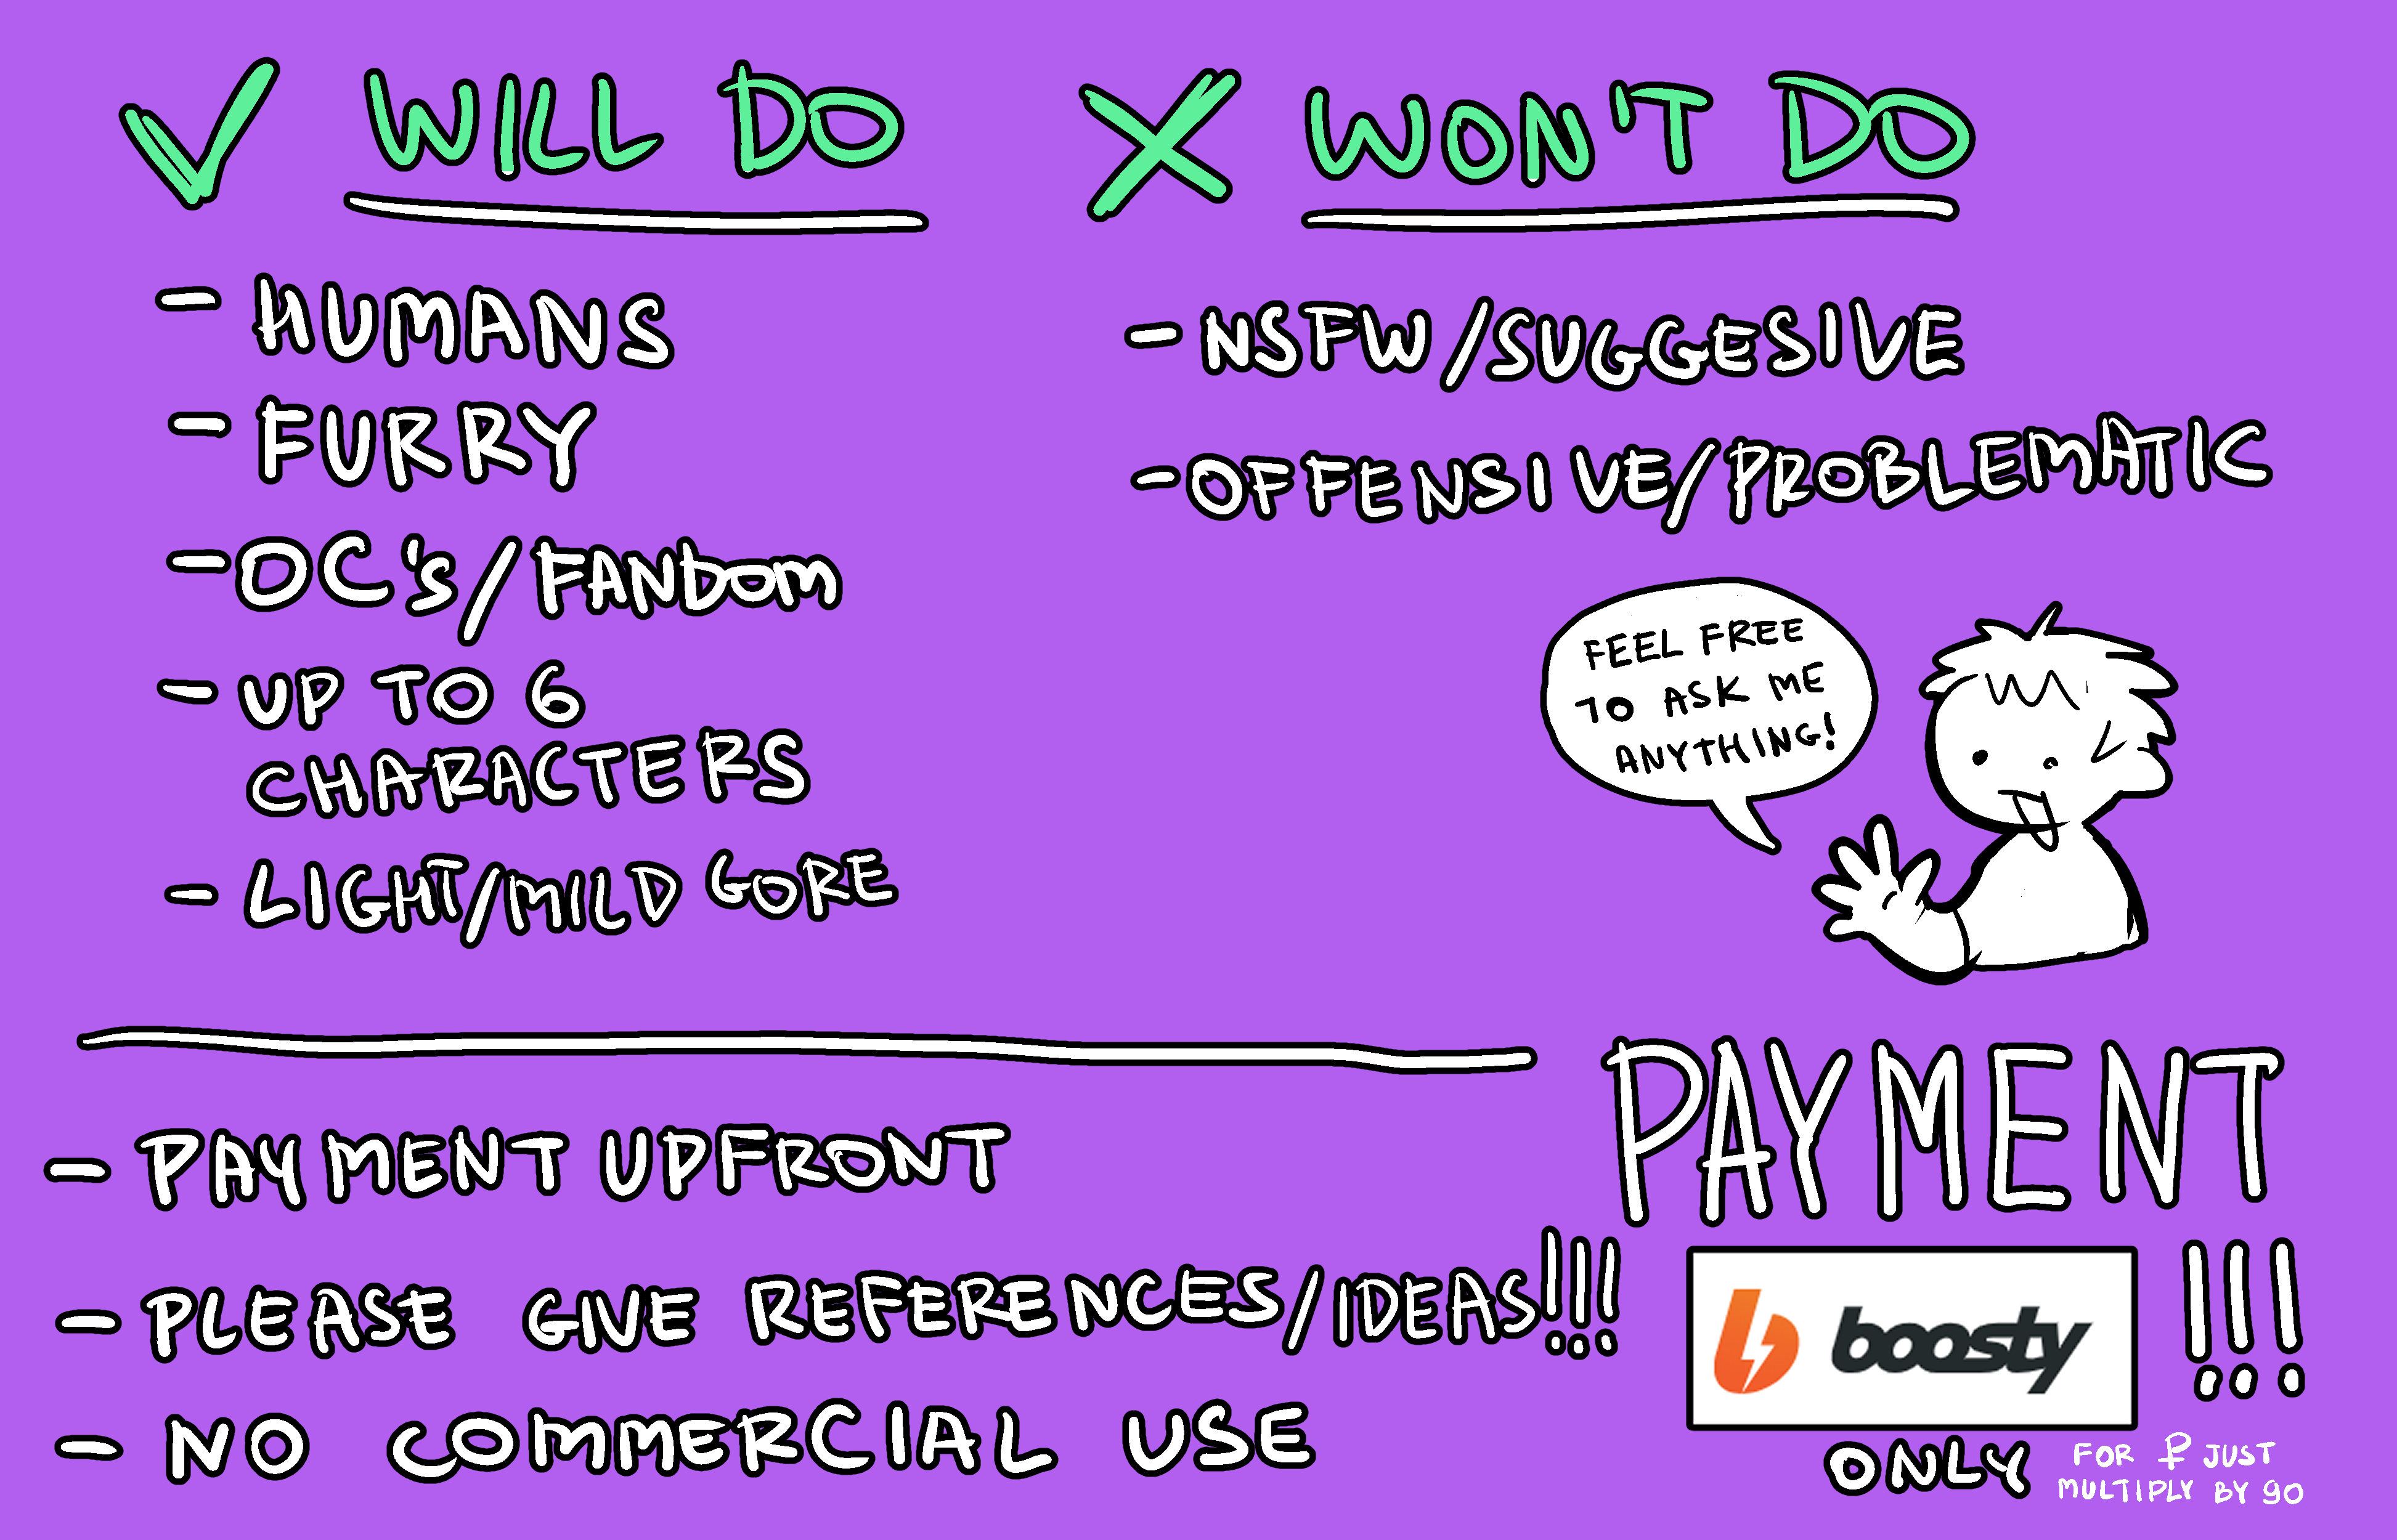 WILL DO
- HUMANS
- FURRY
- OC's/FANDOM
- UP TO 6
CHARACTERS
- LIGHT/MILD GORE
WON'T DO
- NSFW/SUGGESIVE
- OFFENSIVE/PROBLEMATIC
FEEL FREE
TO ASK ME
ANYTHING!
- PAYMENT UPFRONT
- PLEASE GIVE REFERENCES/IDEAS!!!
- NO COMMERCIAL USE
PAYMENT
boosty !!!
ONLY
FOR ₽ JUST
MULTIPLY BY 90